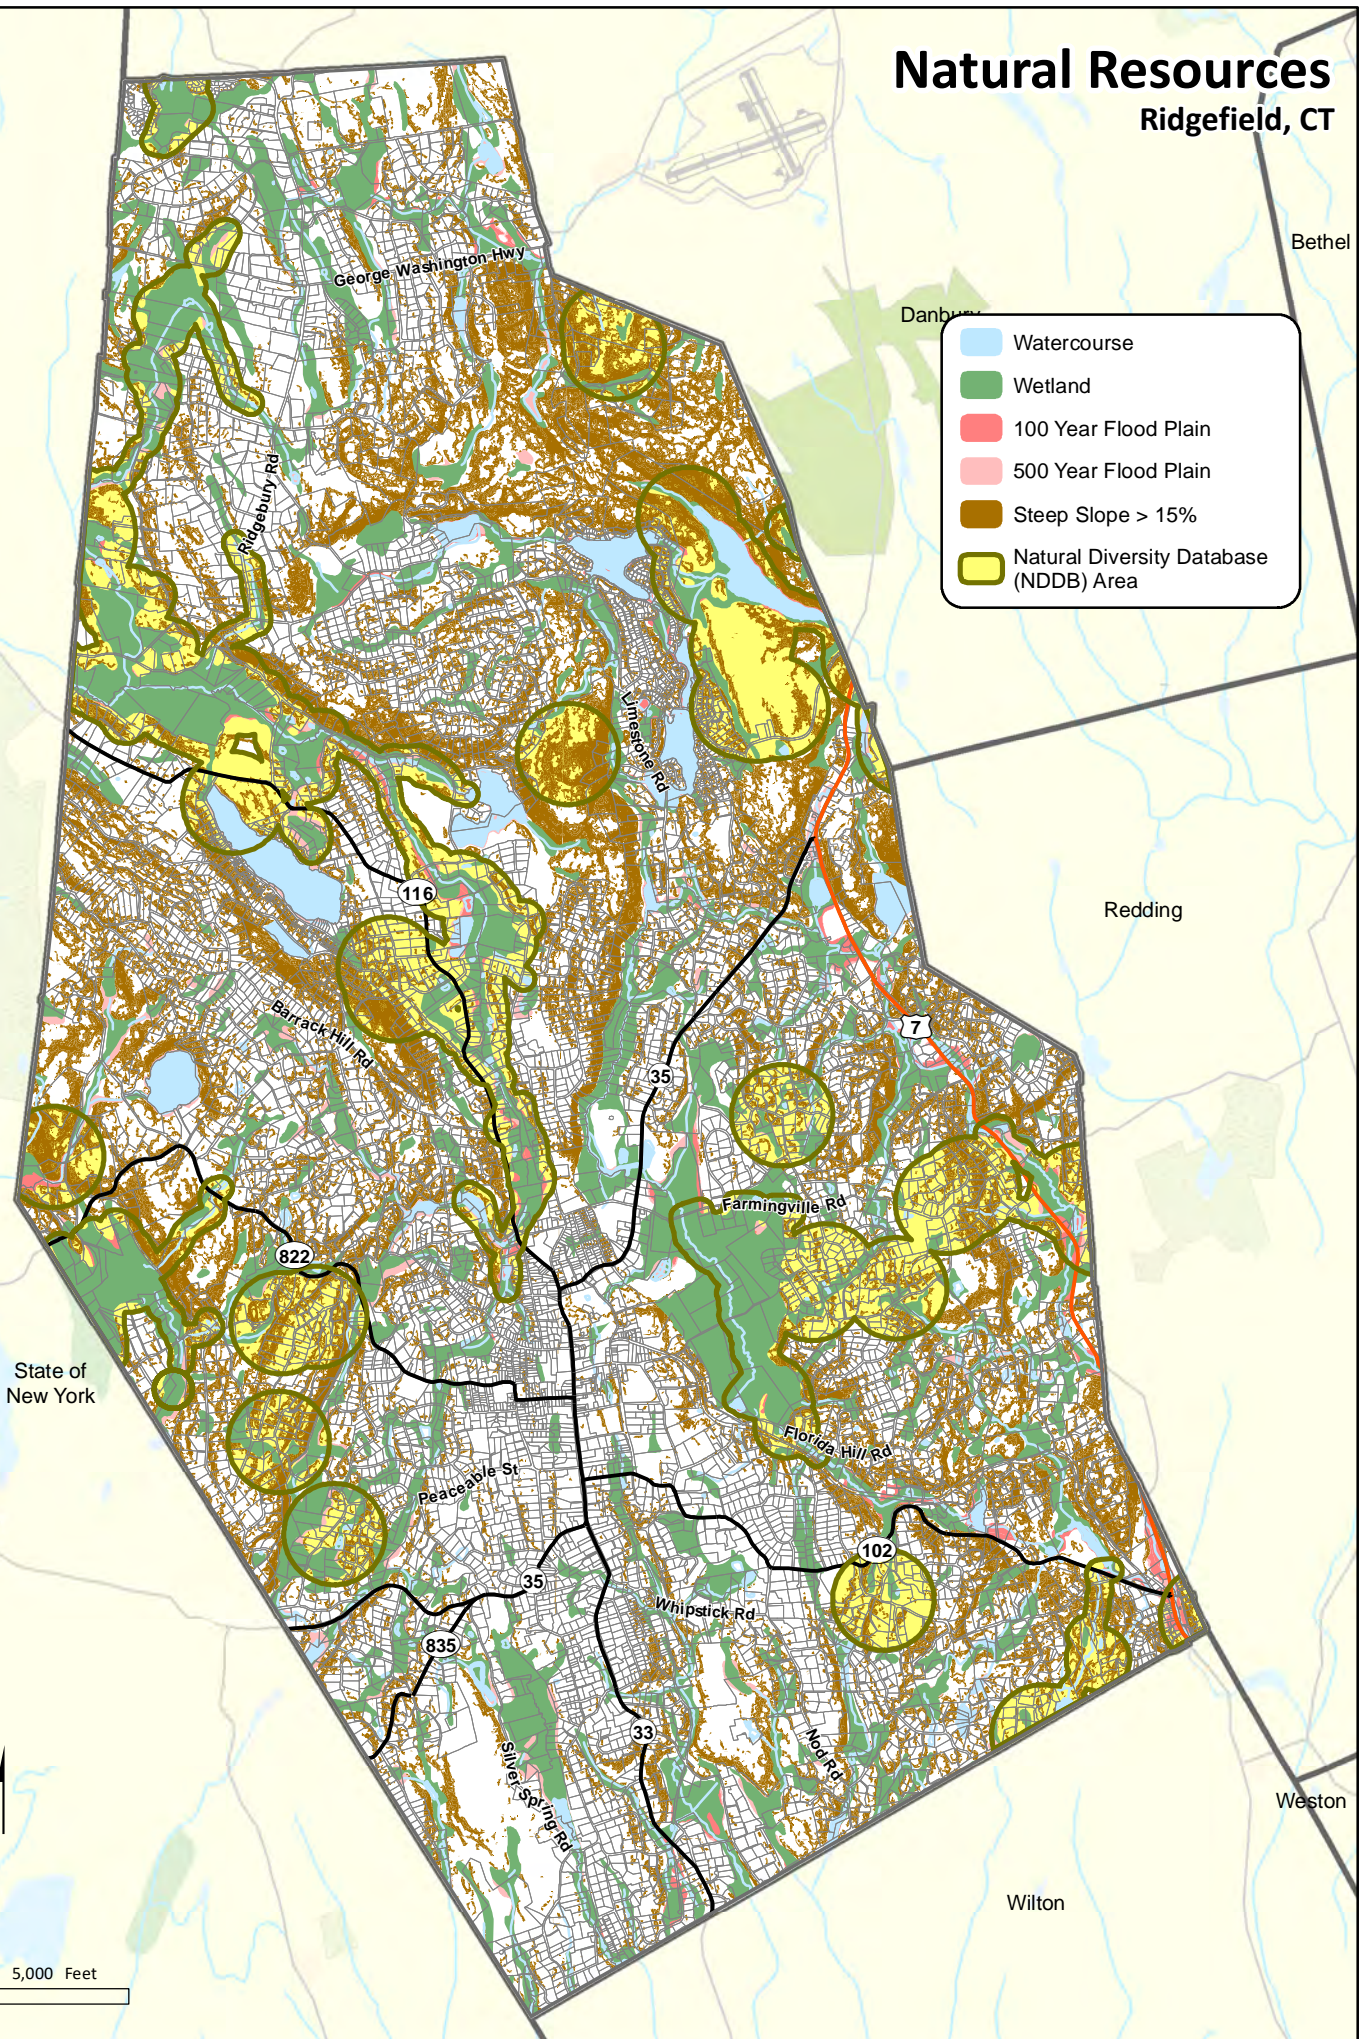 Natural Resources
Ridgefield, CT
Bethel
Danbury
Watercourse
Wetland
100 Year Flood Plain
500 Year Flood Plain
Steep Slope > 15%
Natural Diversity Database
(NDDB) Area
George Washington Hwy
Ridgebury Rd
Limestone Rd
116
Redding
Barrack Hill Rd
7
35
Farmingville Rd
822
State of
New York
Florida Hill Rd
Peaceable St
102
35
Whipstick Rd
835
33
Nod Rd
Silver Spring Rd
Weston
Wilton
5,000 Feet